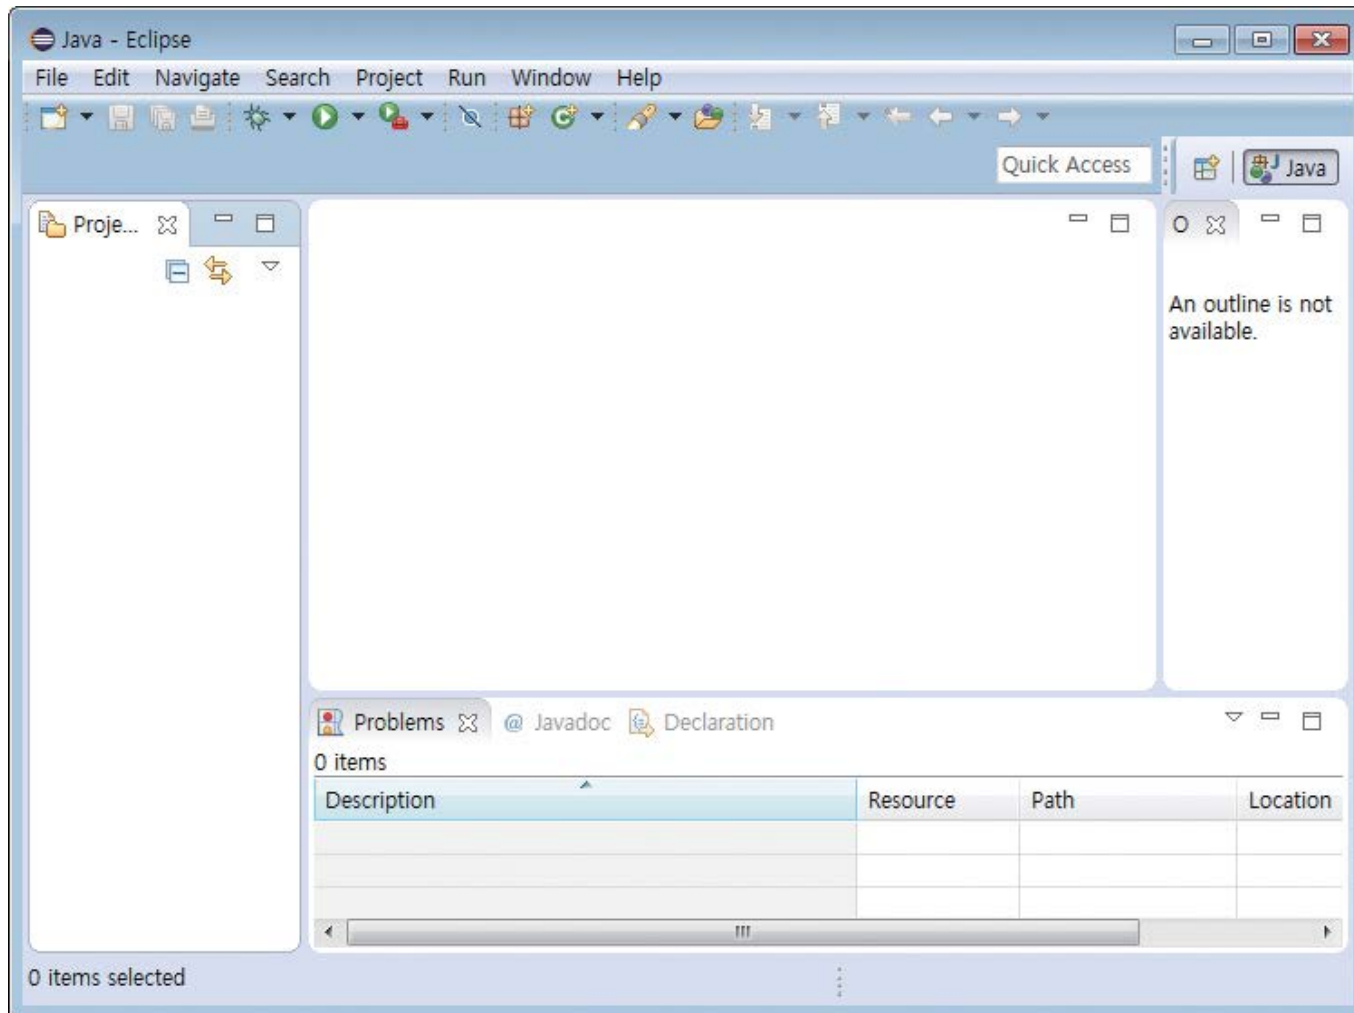 Java - Eclipse
File Edit Navigate Search Project Run Window Help
Quick Access
Java
Proje...
O
An outline is not
available.
Problems @ Javadoc Declaration
0 items
Description Resource Path Location
0 items selected